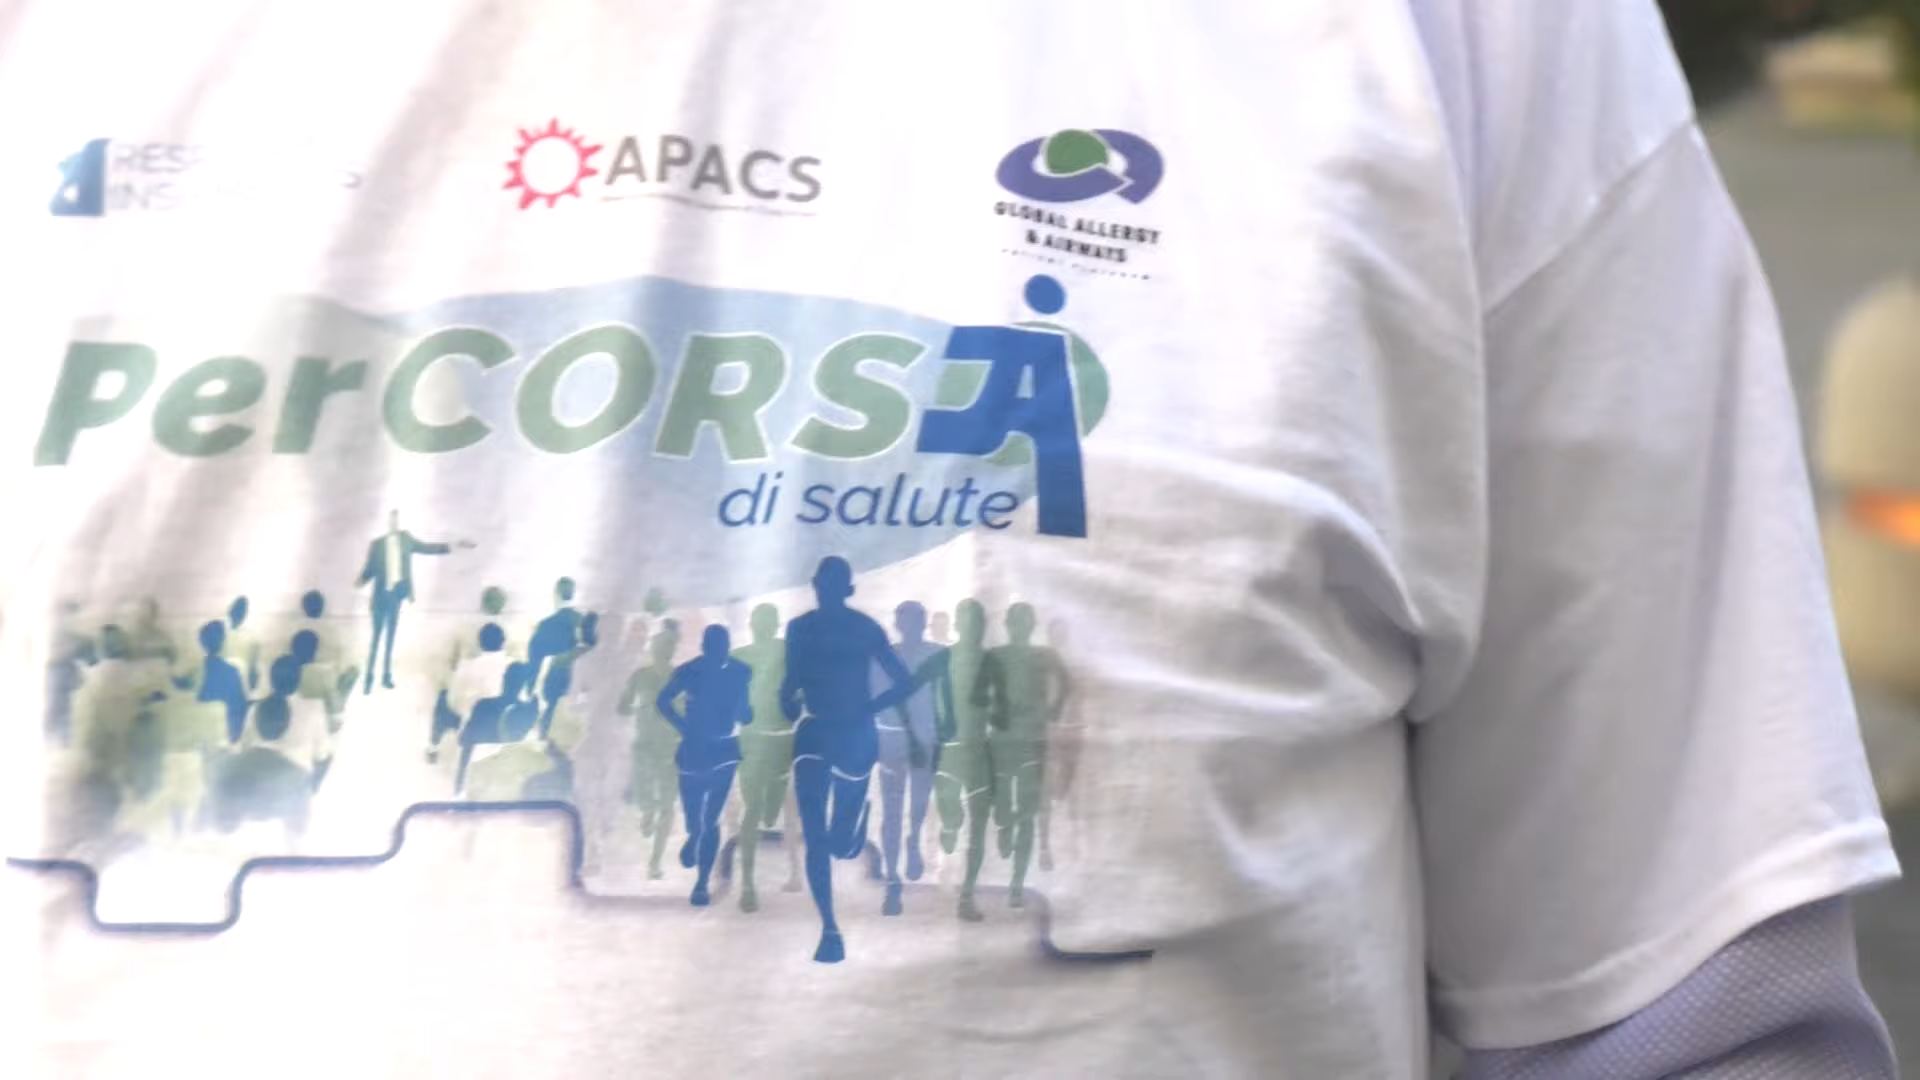 APACS
GLOBAL ALLERGY
& AIRWAYS
perCORSA
di salute